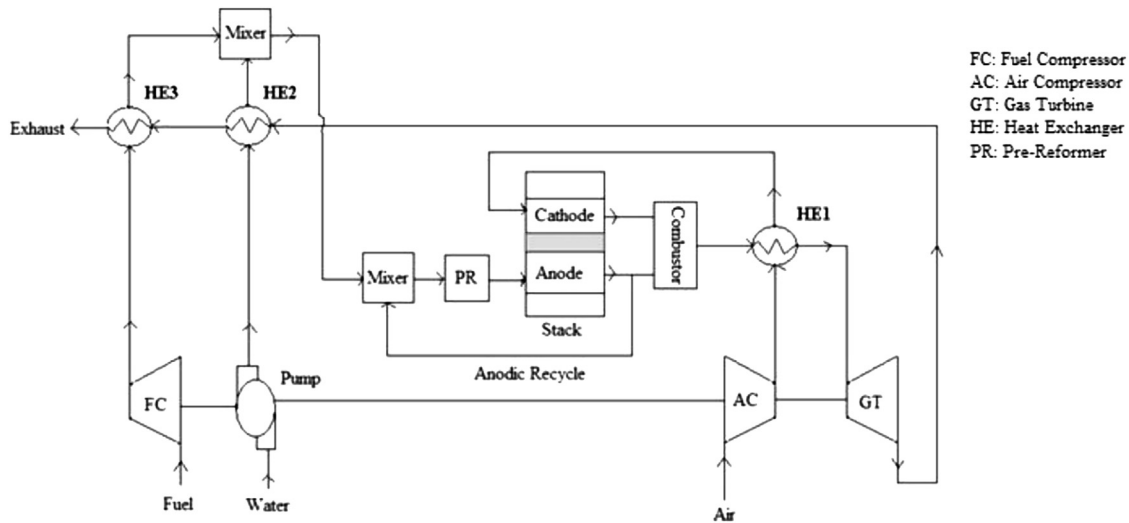 Mixer
HE3
HE2
Exhaust
FC: Fuel Compressor
AC: Air Compressor
GT: Gas Turbine
HE: Heat Exchanger
PR: Pre-Reformer
Cathode
Combustor
HE1
Mixer
PR
Anode
Stack
Anodic Recycle
Pump
FC
AC
GT
Fuel
Water
Air